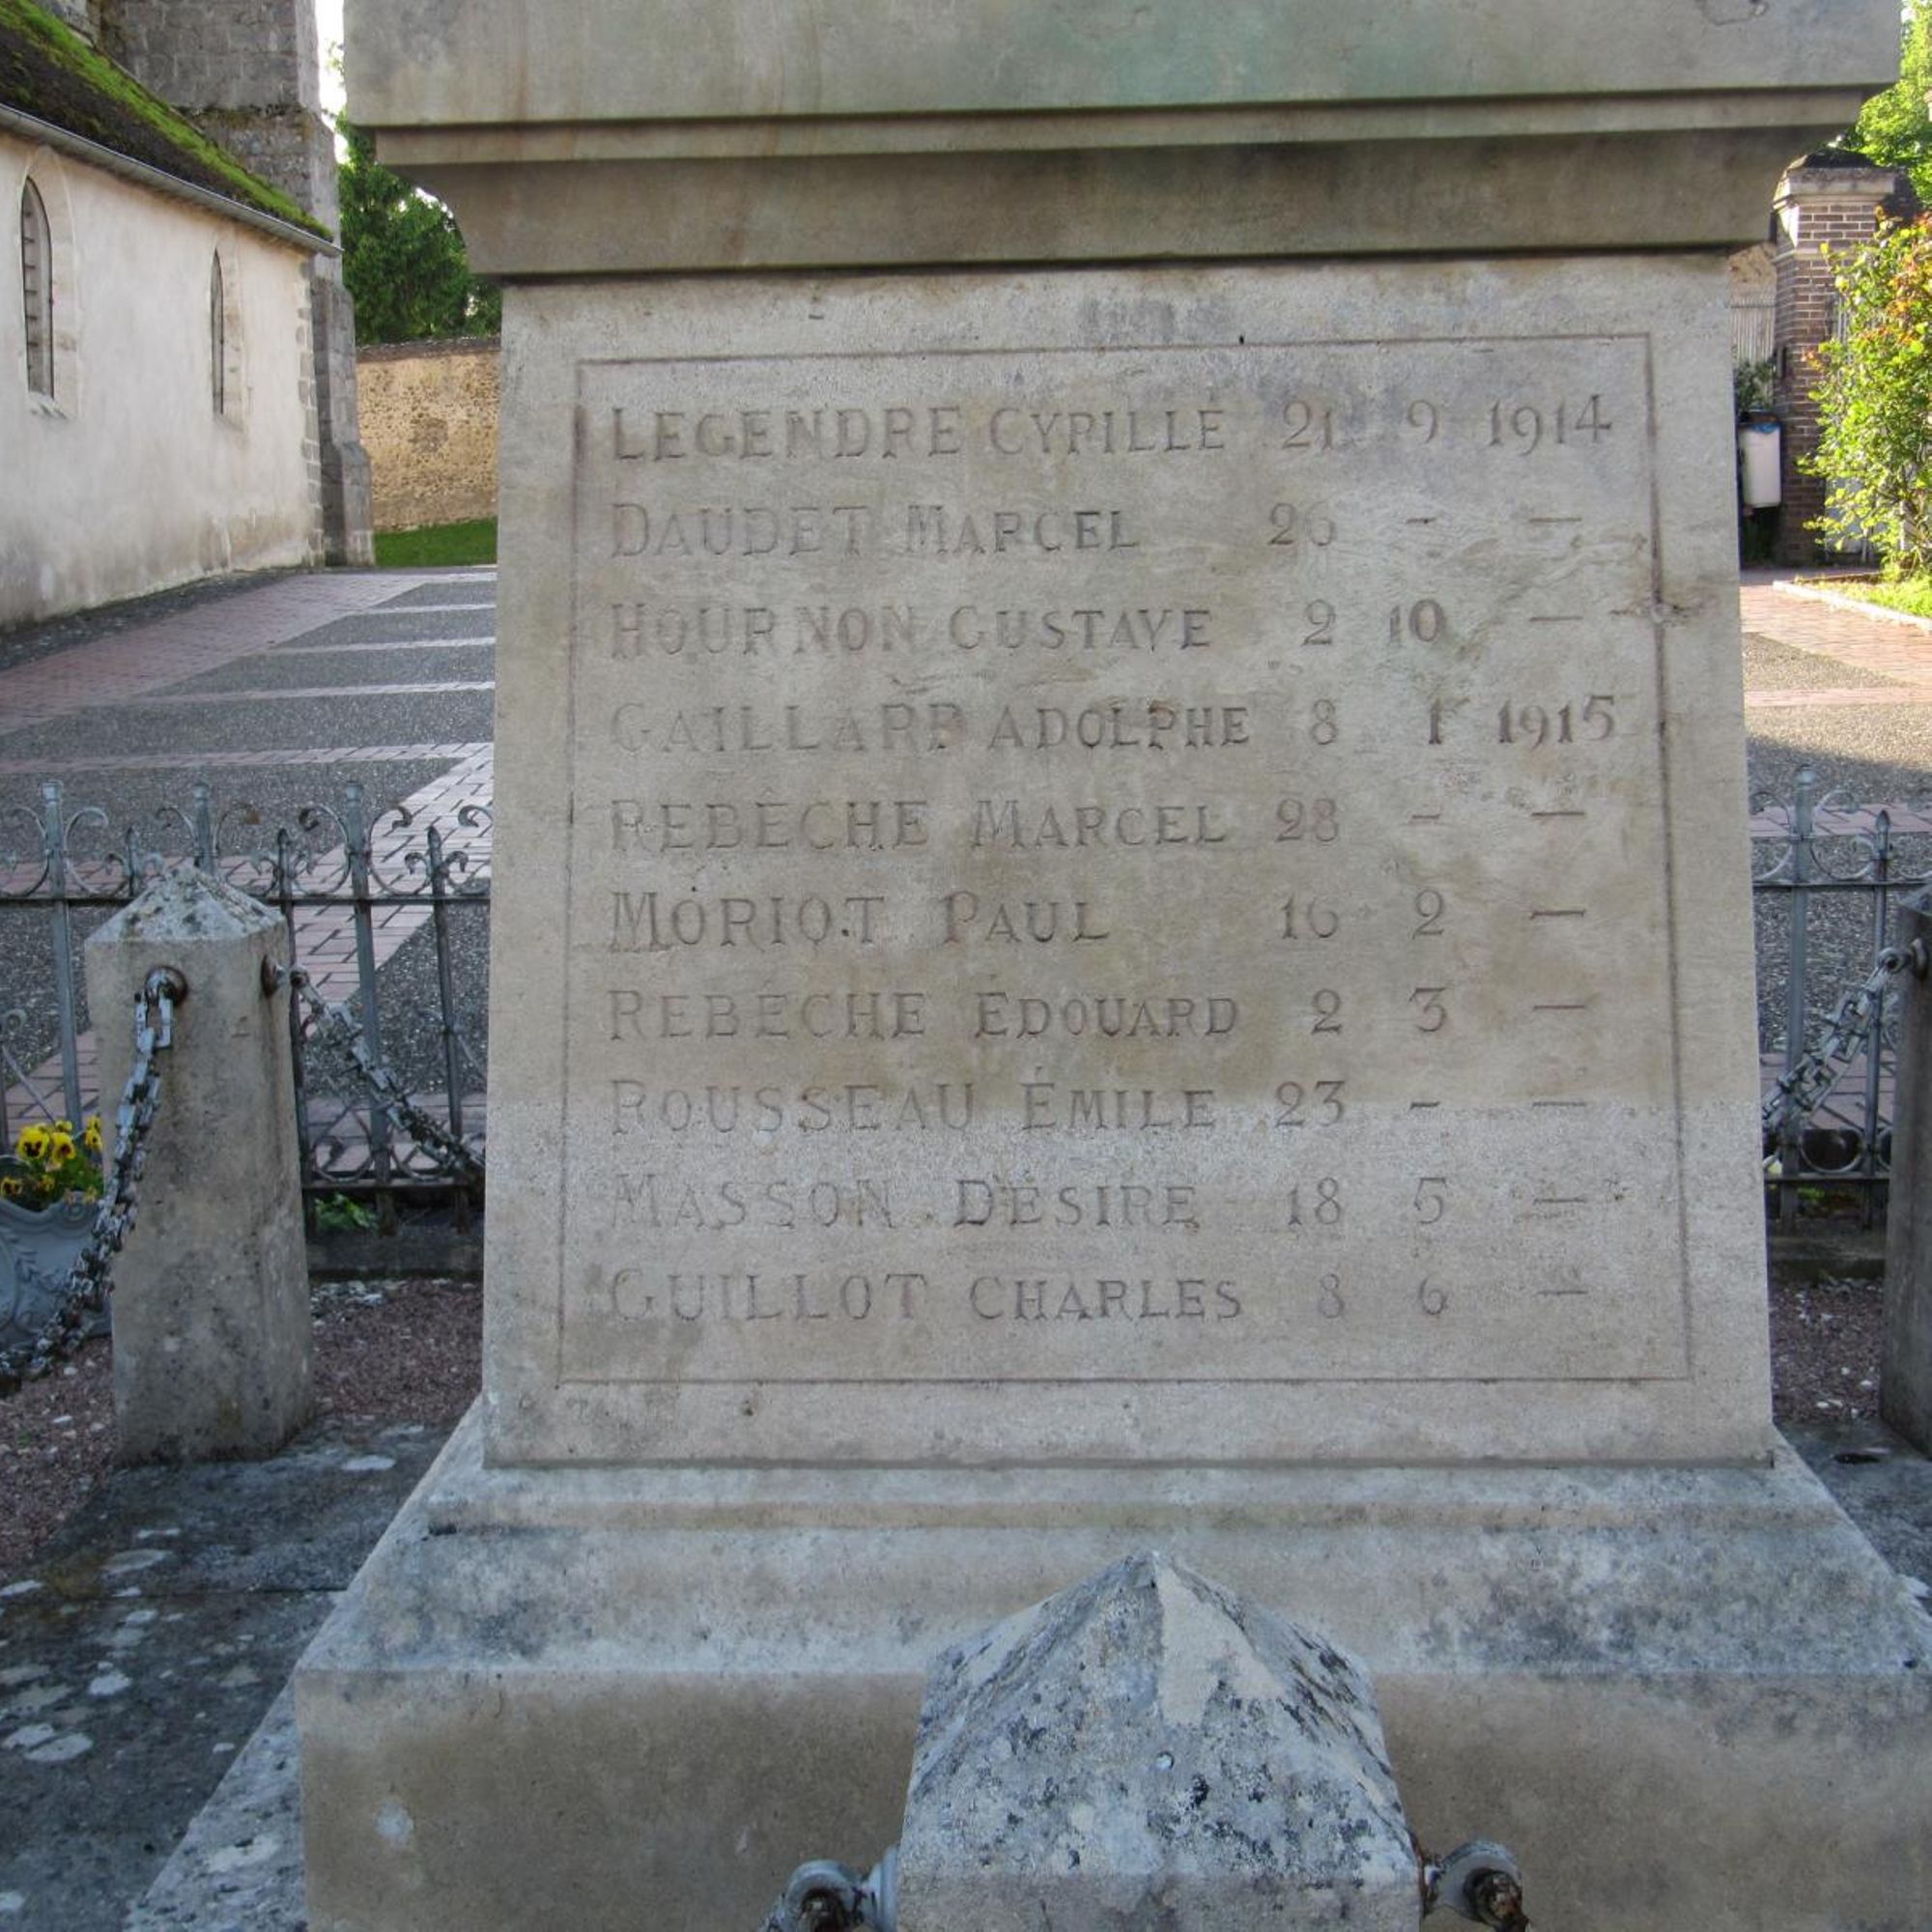 LEGENDRE CYRILLE 21 9 1914
DAUDET MARCEL 26 - —
HOURNON GUSTAVE 2 10 —
GAILLARD ADOLPHE 8 1 1915
REBÊCHE MARCEL 28 - —
MORIOT PAUL 16 2 —
REBÊCHE EDOUARD 2 3 —
ROUSSEAU ÉMILE 23 - —
MASSON DESIRE 18 5 —
GUILLOT CHARLES 8 6 —